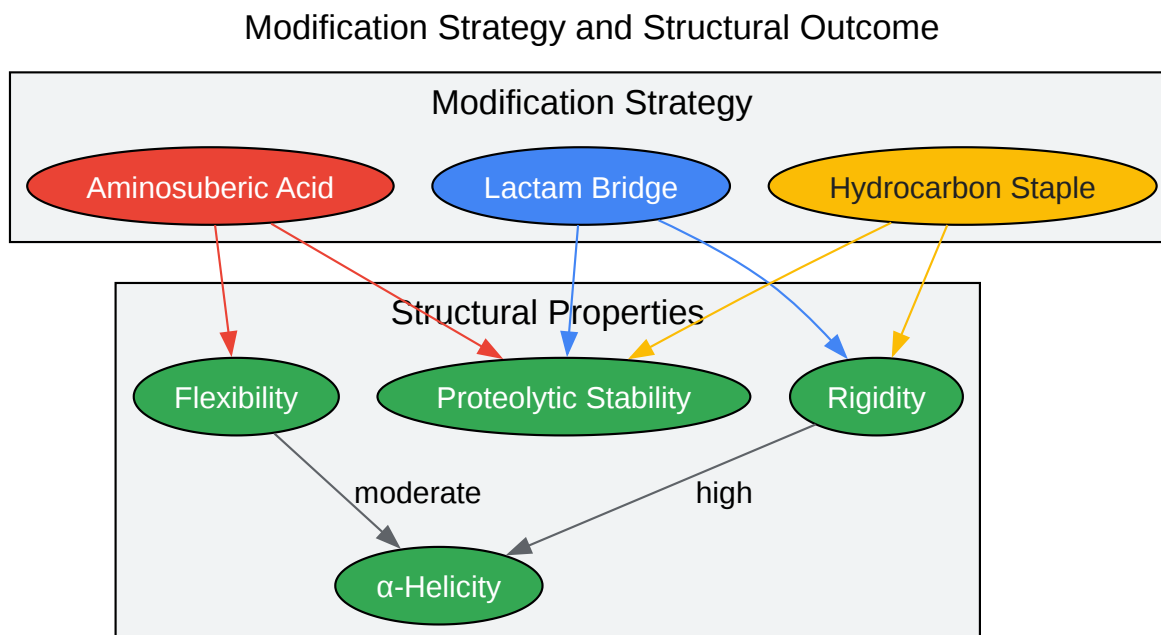 Modification Strategy and Structural Outcome
Modification Strategy
Aminosuberic Acid
Lactam Bridge
Hydrocarbon Staple
Structural Properties
Flexibility
Proteolytic Stability
Rigidity
moderate
high
α-Helicity